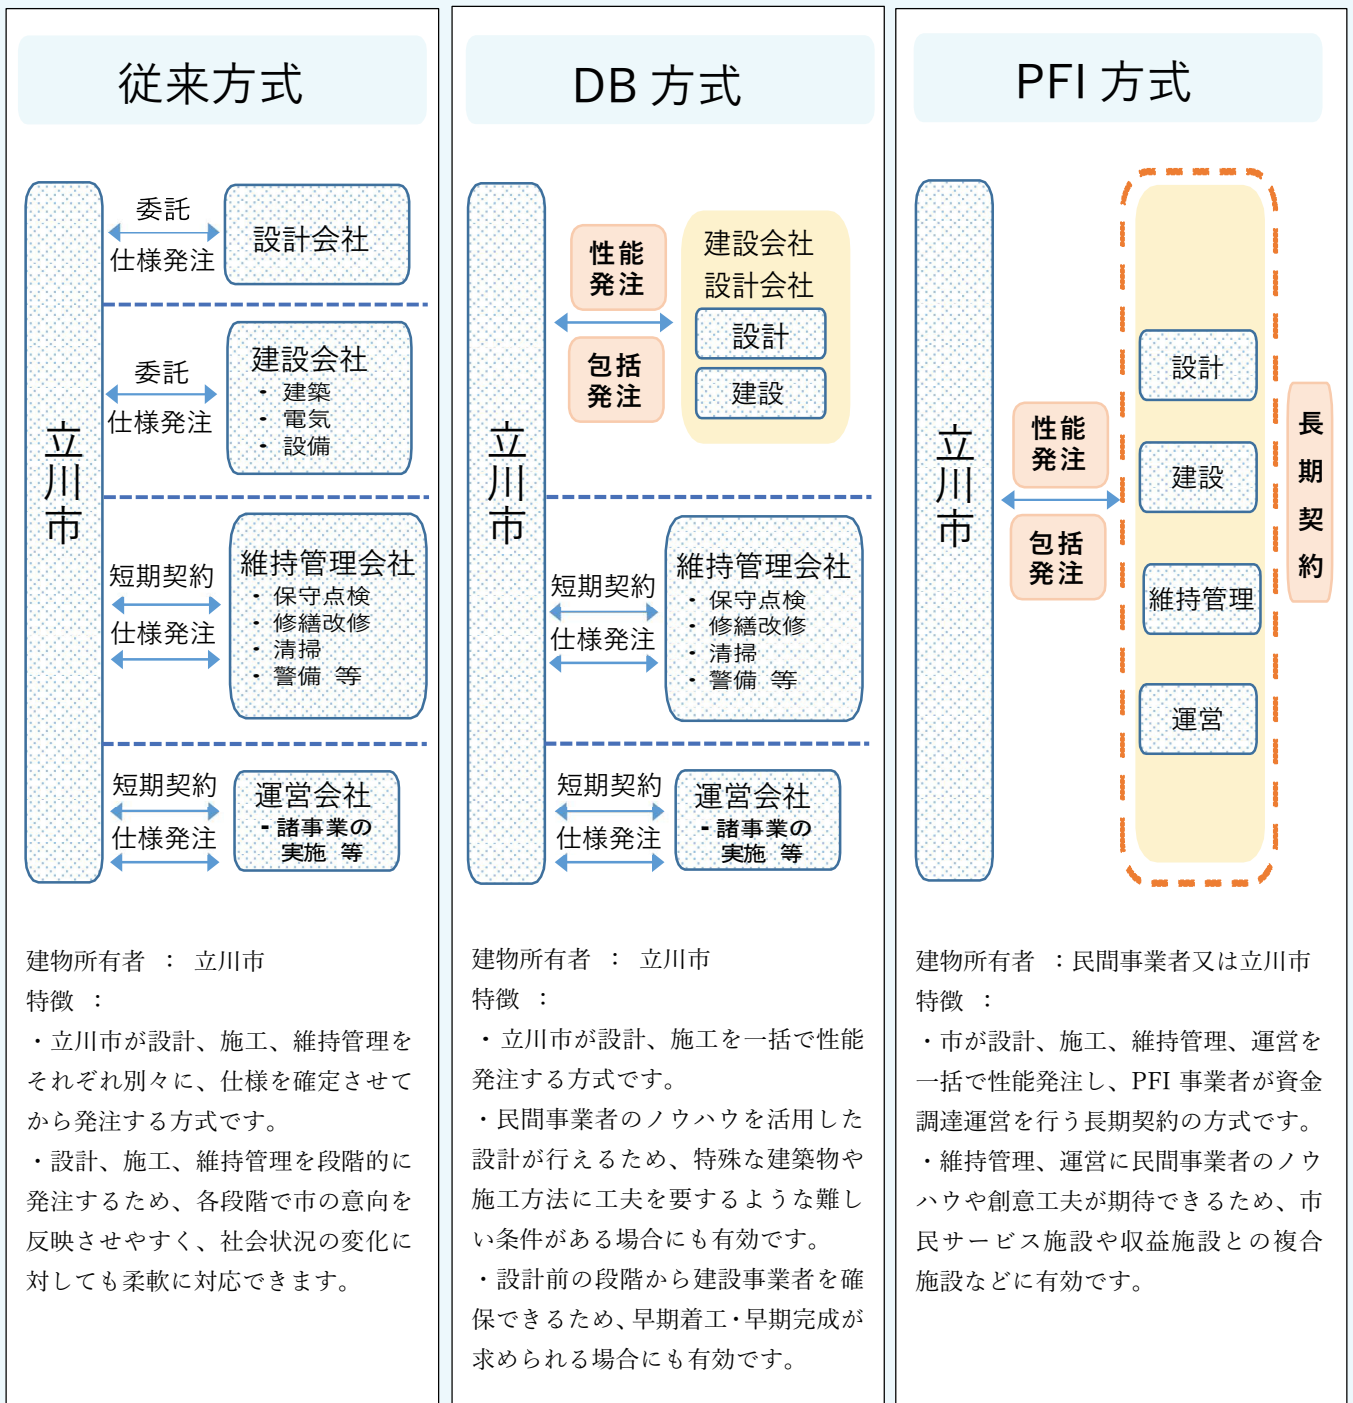 従来方式
立川市
委託
仕様発注
設計会社
委託
仕様発注
建設会社
・ 建築
・ 電気
・ 設備
短期契約
仕様発注
維持管理会社
・ 保守点検
・ 修繕改修
・ 清掃
・ 警備 等
短期契約
仕様発注
運営会社
- 諸事業の
実施 等
建物所有者 : 立川市
特徴 :
・立川市が設計、施工、維持管理を
それぞれ別々に、仕様を確定させて
から発注する方式です。
・設計、施工、維持管理を段階的に
発注するため、各段階で市の意向を
反映させやすく、社会状況の変化に
対しても柔軟に対応できます。
DB 方式
立川市
性能
発注
包括
発注
建設会社
設計会社
設計
建設
短期契約
仕様発注
維持管理会社
・ 保守点検
・ 修繕改修
・ 清掃
・ 警備 等
短期契約
仕様発注
運営会社
- 諸事業の
実施 等
建物所有者 : 立川市
特徴 :
・立川市が設計、施工を一括で性能
発注する方式です。
・民間事業者のノウハウを活用した
設計が行えるため、特殊な建築物や
施工方法に工夫を要するような難し
い条件がある場合にも有効です。
・設計前の段階から建設事業者を確
保できるため、早期着工・早期完成が
求められる場合にも有効です。
PFI 方式
立川市
性能
発注
包括
発注
設計
建設
維持管理
運営
長期契約
建物所有者 : 民間事業者又は立川市
特徴 :
・市が設計、施工、維持管理、運営を
一括で性能発注し、PFI 事業者が資金
調達運営を行う長期契約の方式です。
・維持管理、運営に民間事業者のノウ
ハウや創意工夫が期待できるため、市
民サービス施設や収益施設との複合
施設などに有効です。